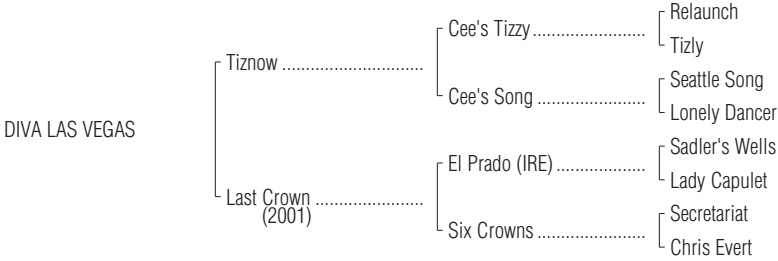 Relaunch
Cee's Tizzy..........................
Tizly
Tiznow ................................
Seattle Song
Cee's Song .........................
Lonely Dancer
DIVA LAS VEGAS
Sadler's Wells
El Prado (IRE).....................
Lady Capulet
Last Crown .........................
(2001)
Secretariat
Six Crowns .........................
Chris Evert